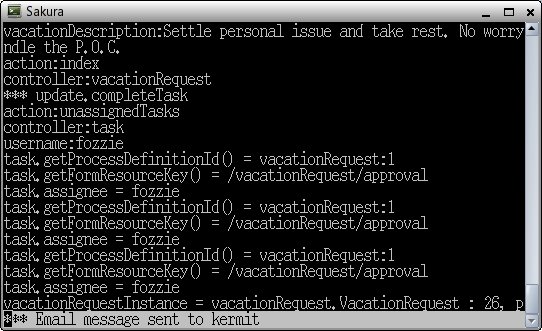 Sakura
vacationDescription:Settle personal issue and take rest. No worry
ndle the P.O.C.
action:index
controller:vacationRequest
*** update.completeTask
action:unassignedTasks
controller:task
username:fozzie
task.getProcessDefinitionId() = vacationRequest:1
task.getFormResourceKey() = /vacationRequest/approval
task.assignee = fozzie
task.getProcessDefinitionId() = vacationRequest:1
task.getFormResourceKey() = /vacationRequest/approval
task.assignee = fozzie
task.getProcessDefinitionId() = vacationRequest:1
task.getFormResourceKey() = /vacationRequest/approval
task.assignee = fozzie
vacationRequestInstance = vacationRequest.VacationRequest : 26, p
*** Email message sent to kermit